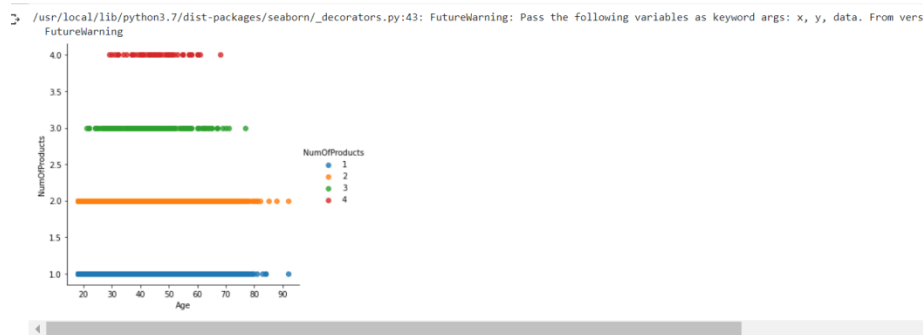 /usr/local/lib/python3.7/dist-packages/seaborn/_decorators.py:43: FutureWarning: Pass the following variables as keyword args: x, y, data. From vers
FutureWarning
4.0
3.5
3.0
2.5
2.0
1.5
1.0
NumOfProducts
20 30 40 50 60 70 80 90
Age
NumOfProducts
1
2
3
4